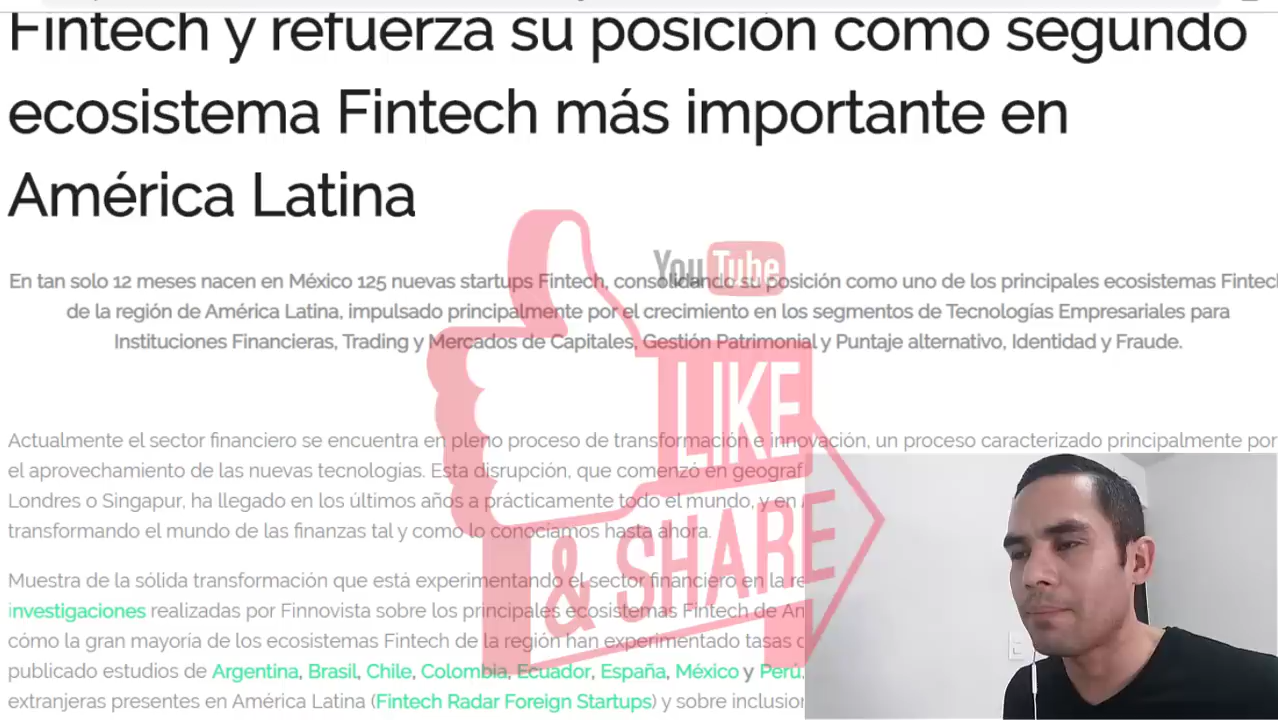 Fintech y refuerza su posición como segundo
ecosistema Fintech más importante en
América Latina
YouTube
En tan solo 12 meses nacen en México 125 nuevas startups Fintech, consolidando su posición como uno de los principales ecosistemas Fintech
de la región de América Latina, impulsado principalmente por el crecimiento en los segmentos de Tecnologías Empresariales para
Instituciones Financieras, Trading y Mercados de Capitales, Gestión Patrimonial y Puntaje alternativo, Identidad y Fraude.
LIKE
& SHARE
Actualmente el sector financiero se encuentra en pleno proceso de transformación e innovación, un proceso caracterizado principalmente por
el aprovechamiento de las nuevas tecnologías. Esta disrupción, que comenzó en geograf
Londres o Singapur, ha llegado en los últimos años a prácticamente todo el mundo, y en
transformando el mundo de las finanzas tal y como lo conocíamos hasta ahora.
Muestra de la sólida transformación que está experimentando el sector financiero en la re
investigaciones realizadas por Finnovista sobre los principales ecosistemas Fintech de Am
cómo la gran mayoría de los ecosistemas Fintech de la región han experimentado tasas
publicado estudios de Argentina, Brasil, Chile, Colombia, Ecuador, España, México y Perú.
extranjeras presentes en América Latina (Fintech Radar Foreign Startups) y sobre inclusion